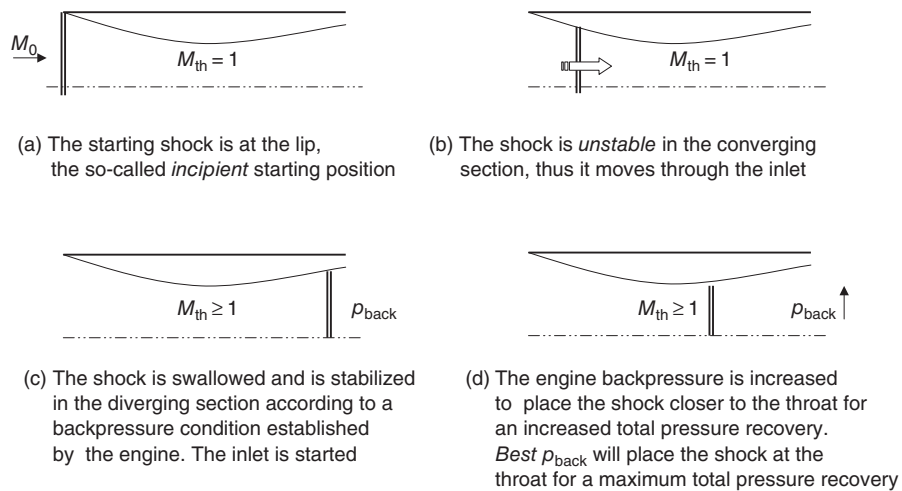 M0
Mth = 1
(a) The starting shock is at the lip,
the so-called incipient starting position
Mth = 1
(b) The shock is unstable in the converging
section, thus it moves through the inlet
Mth ≥ 1
pback
(c) The shock is swallowed and is stabilized
in the diverging section according to a
backpressure condition established
by the engine. The inlet is started
Mth ≥ 1
pback
(d) The engine backpressure is increased
to place the shock closer to the throat for
an increased total pressure recovery.
Best pback will place the shock at the
throat for a maximum total pressure recovery